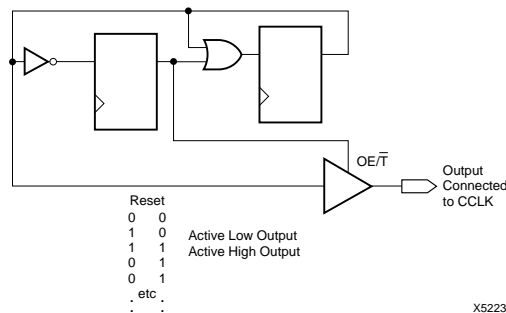 OE/T̅
Output
Connected
to CCLK
Reset
0 0
1 0
1 1
0 1
0 1
. etc .
. .
Active Low Output
Active High Output
X5223